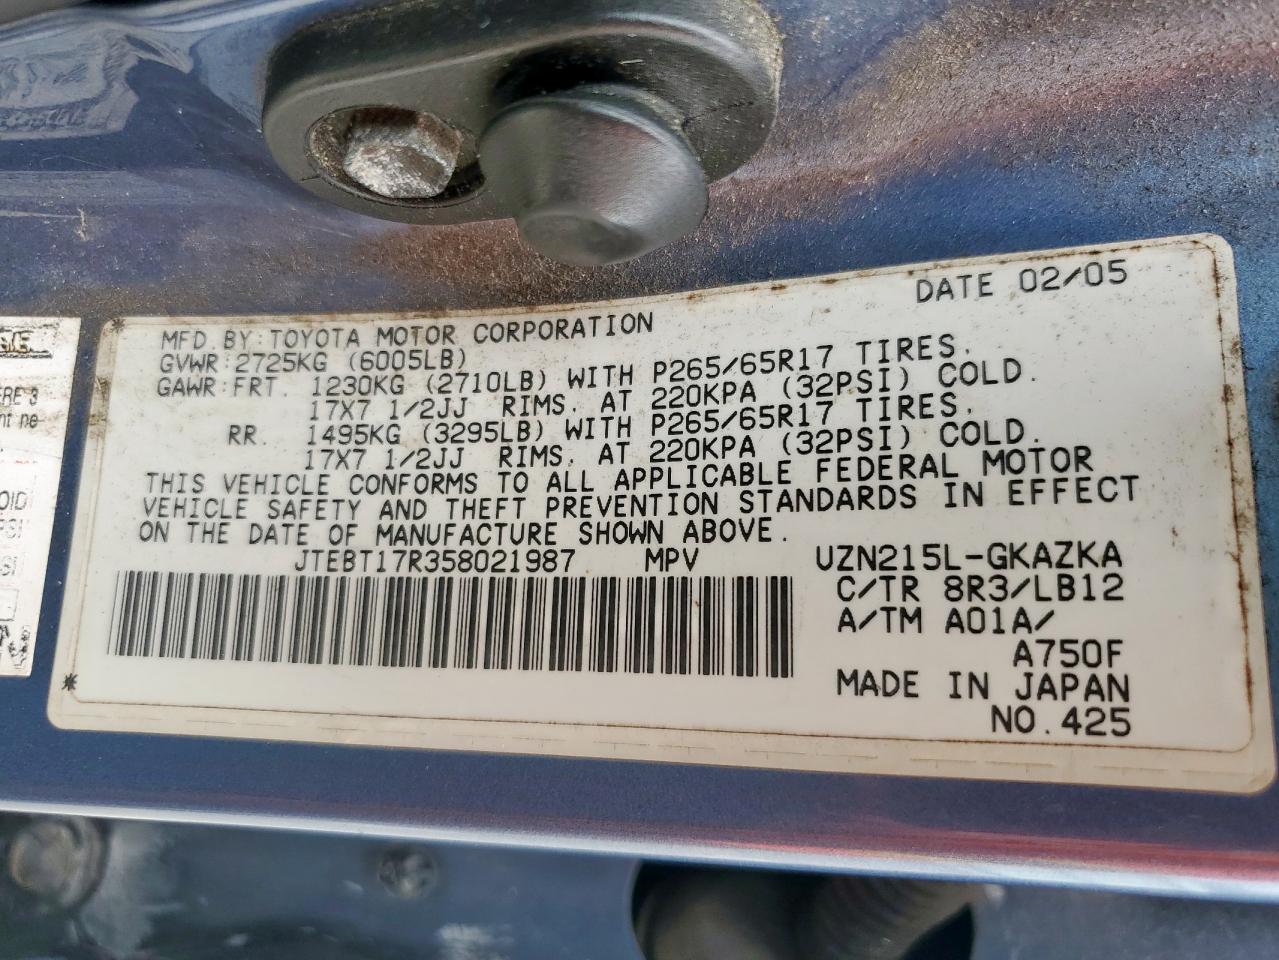 DATE 02/05
MFD. BY: TOYOTA MOTOR CORPORATION
GVWR: 2725KG (6005LB)
GAWR: FRT. 1230KG (2710LB) WITH P265/65R17 TIRES.
17X7 1/2JJ RIMS. AT 220KPA (32PSI) COLD.
RR. 1495KG (3295LB) WITH P265/65R17 TIRES.
17X7 1/2JJ RIMS. AT 220KPA (32PSI) COLD.
THIS VEHICLE CONFORMS TO ALL APPLICABLE FEDERAL MOTOR
VEHICLE SAFETY AND THEFT PREVENTION STANDARDS IN EFFECT
ON THE DATE OF MANUFACTURE SHOWN ABOVE.
JTEBT17R358021987 MPV UZN215L-GKAZKA
C/TR 8R3/LB12
A/TM A01A/
A750F
MADE IN JAPAN
NO.425